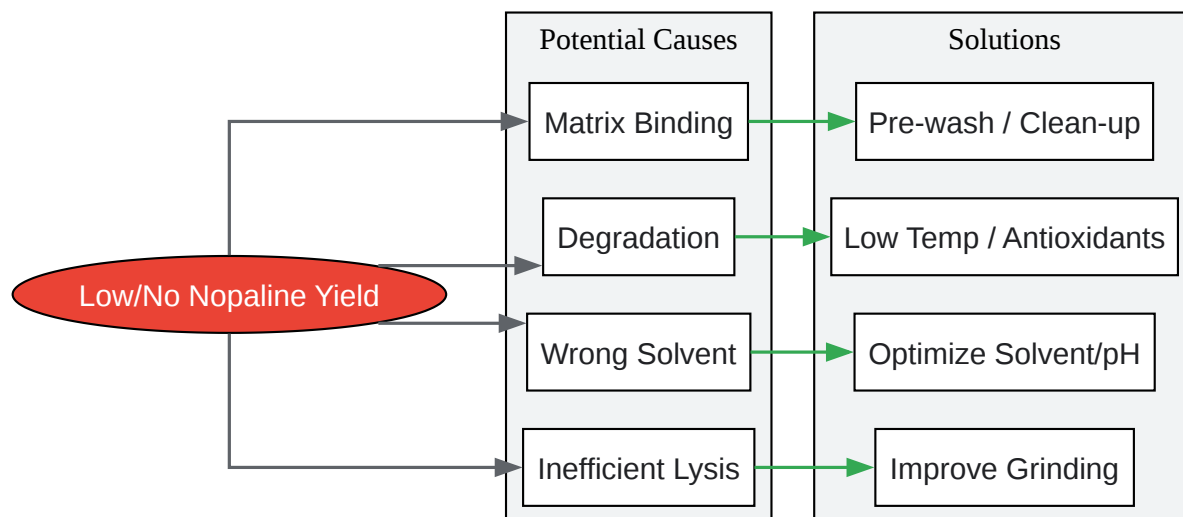 Potential Causes
Solutions
Matrix Binding
Pre-wash / Clean-up
Degradation
Low Temp / Antioxidants
Low/No Nopaline Yield
Wrong Solvent
Optimize Solvent/pH
Inefficient Lysis
Improve Grinding